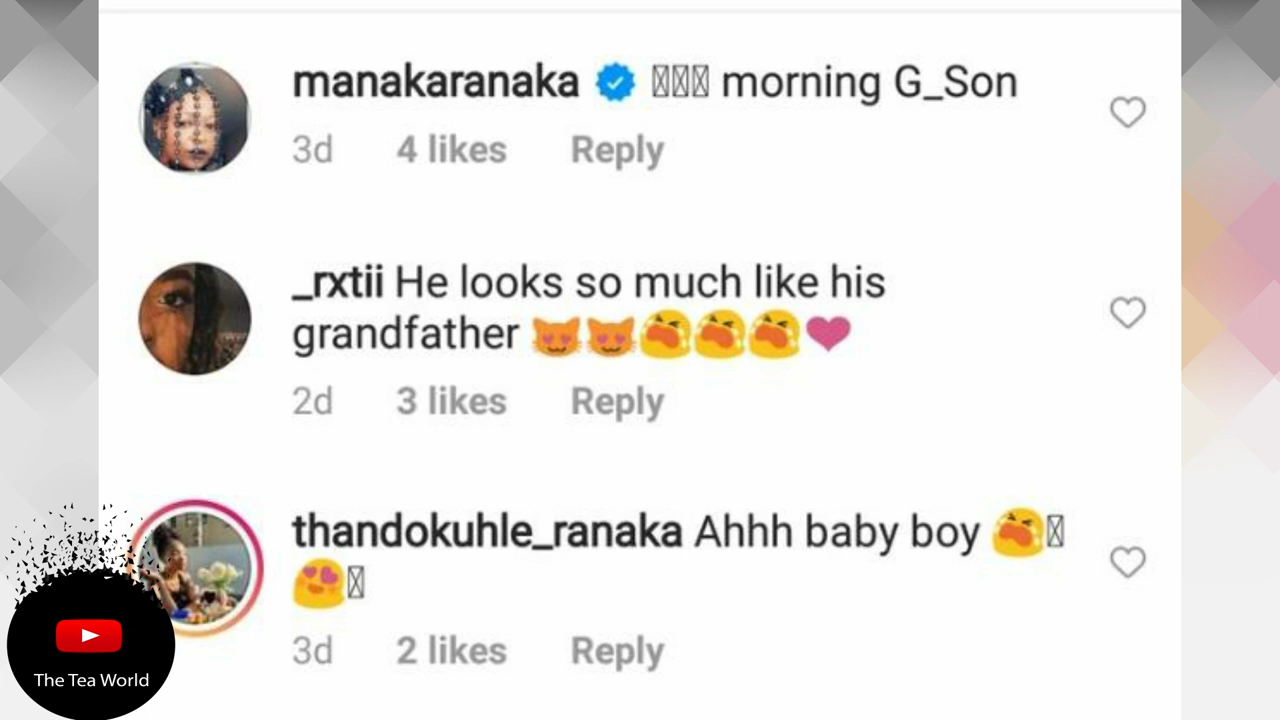 manakaranaka morning G_Son
3d 4 likes Reply
_rxtii He looks so much like his
grandfather 😻😻😭😭😭❤
2d 3 likes Reply
thandokuhle_ranaka Ahhh baby boy 😭
😍
3d 2 likes Reply
The Tea World